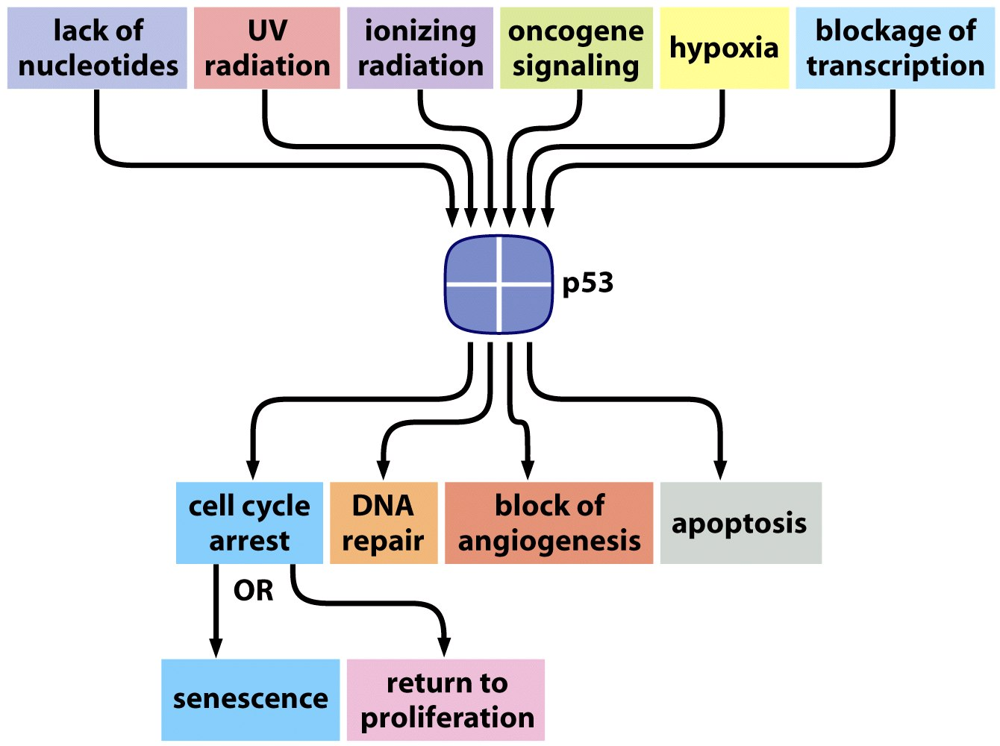 lack of
nucleotides
UV
radiation
ionizing
radiation
oncogene
signaling
hypoxia
blockage of
transcription
p53
cell cycle
arrest
DNA
repair
block of
angiogenesis
apoptosis
OR
senescence
return to
proliferation